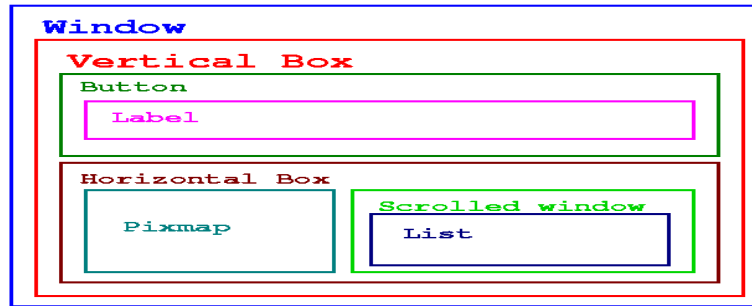 Window
Vertical Box
Button
Label
Horizontal Box
Scrolled window
Pixmap
List